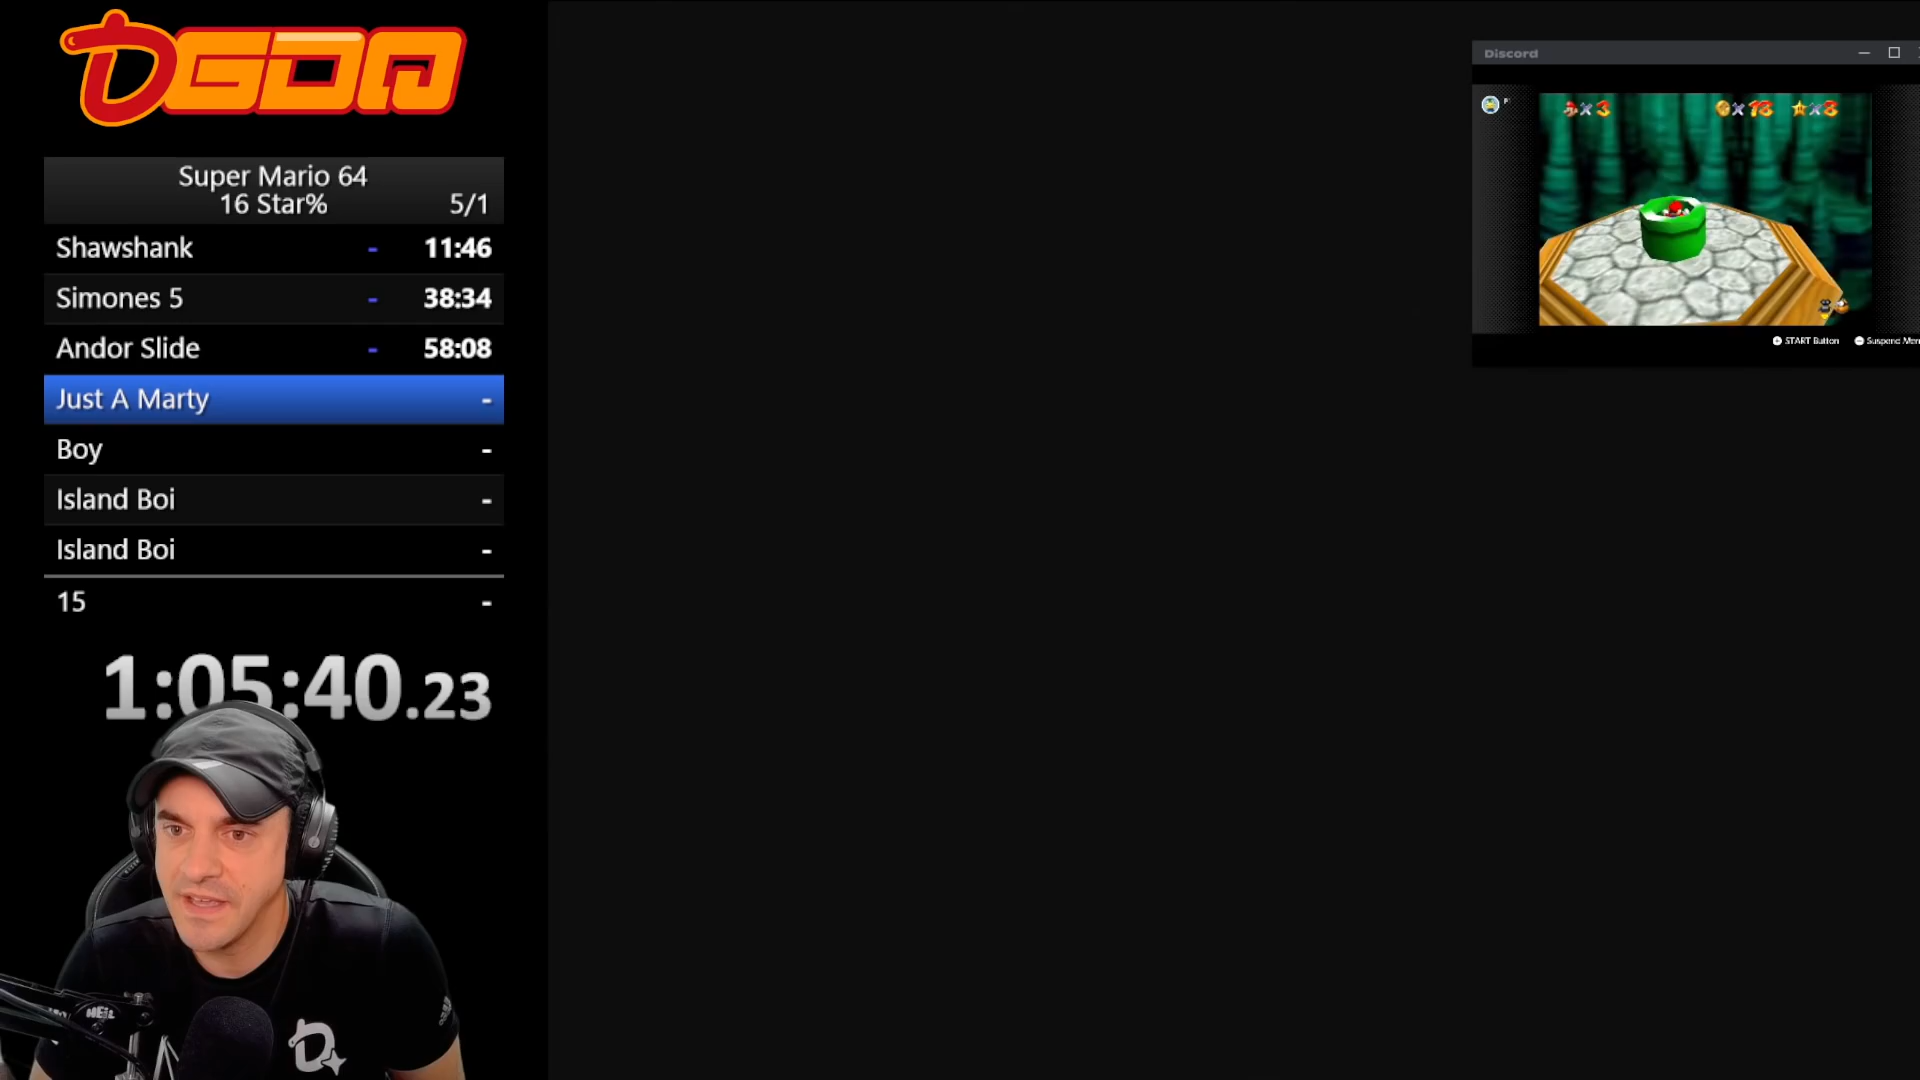 DGDQ
Super Mario 64
16 Star%
5/1
Shawshank - 11:46
Simones 5 - 38:34
Andor Slide - 58:08
Just A Marty -
Boy -
Island Boi -
Island Boi -
15 -
1:05:40.23
HEIL
D
Discord
×3
×18
×8
START Button